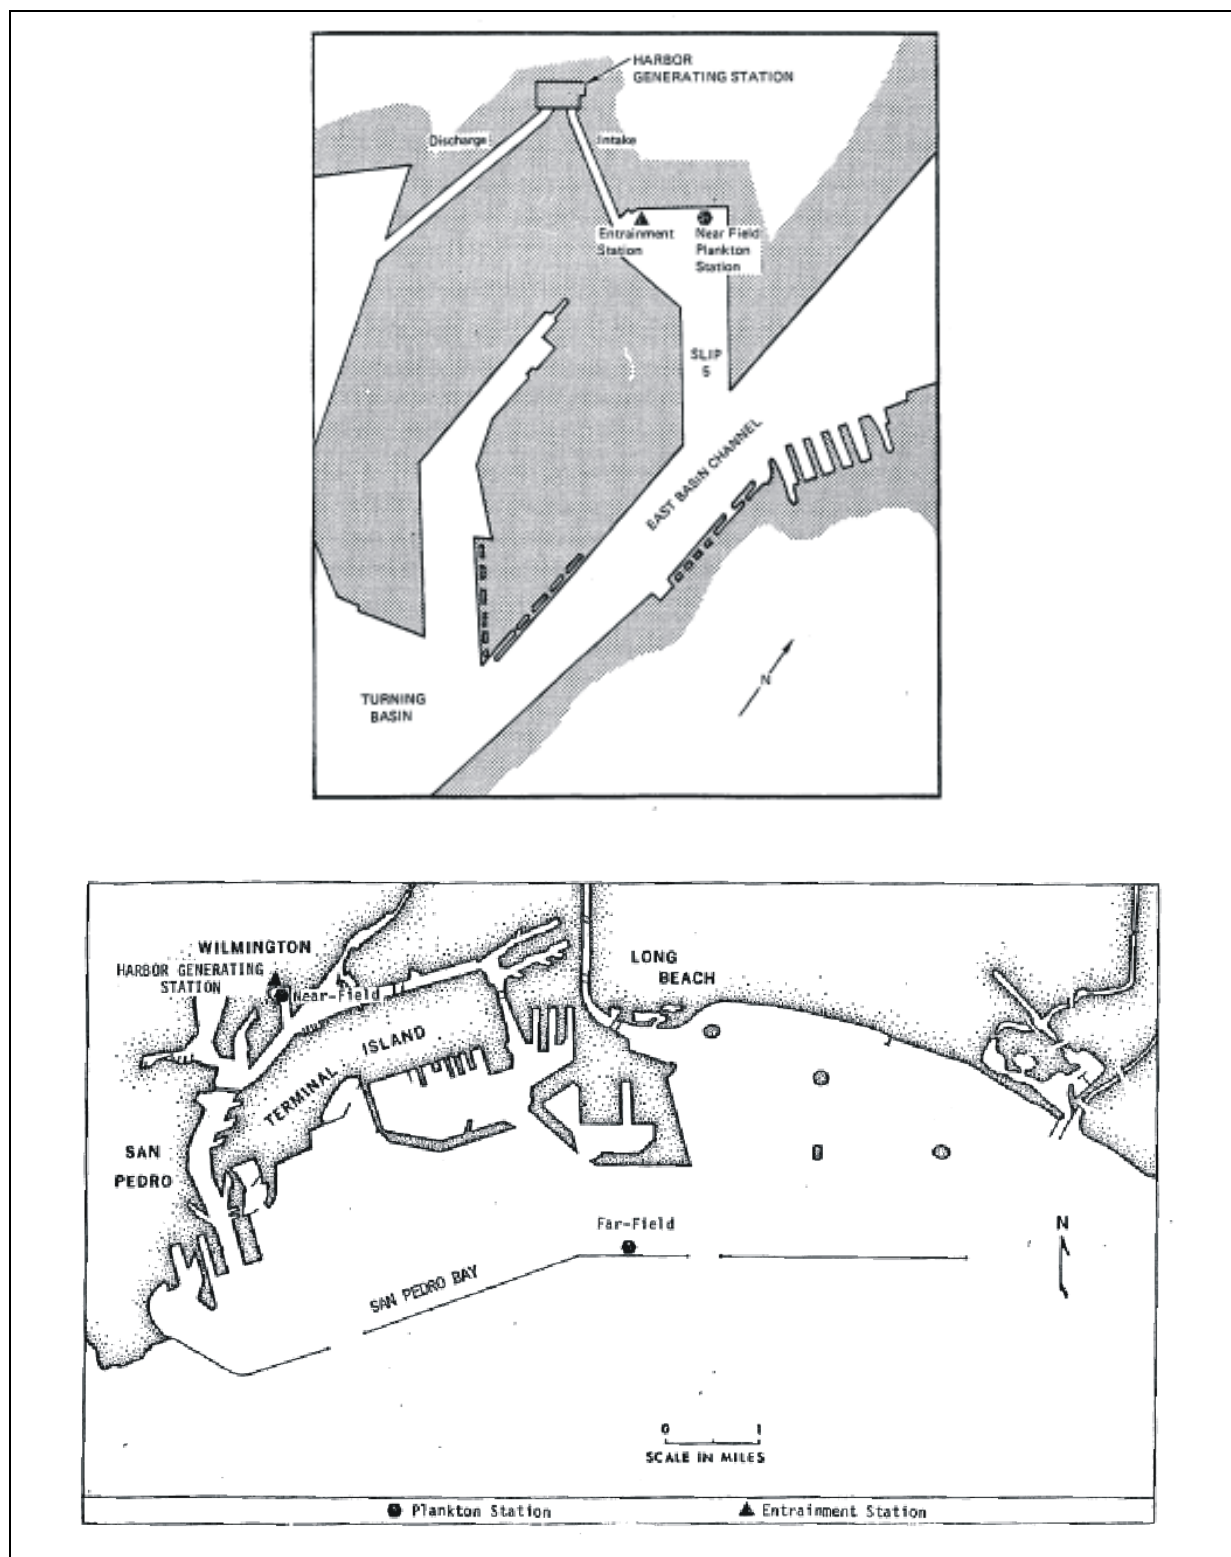 HARBOR
GENERATING STATION
Discharge
Intake
Entrainment
Station
Near Field
Plankton
Station
SLIP
5
EAST BASIN CHANNEL
N
TURNING
BASIN
WILMINGTON
HARBOR GENERATING
STATION
Near-Field
LONG
BEACH
TERMINAL ISLAND
SAN
PEDRO
Far-Field
N
SAN PEDRO BAY
0 1
SCALE IN MILES
Plankton Station
Entrainment Station